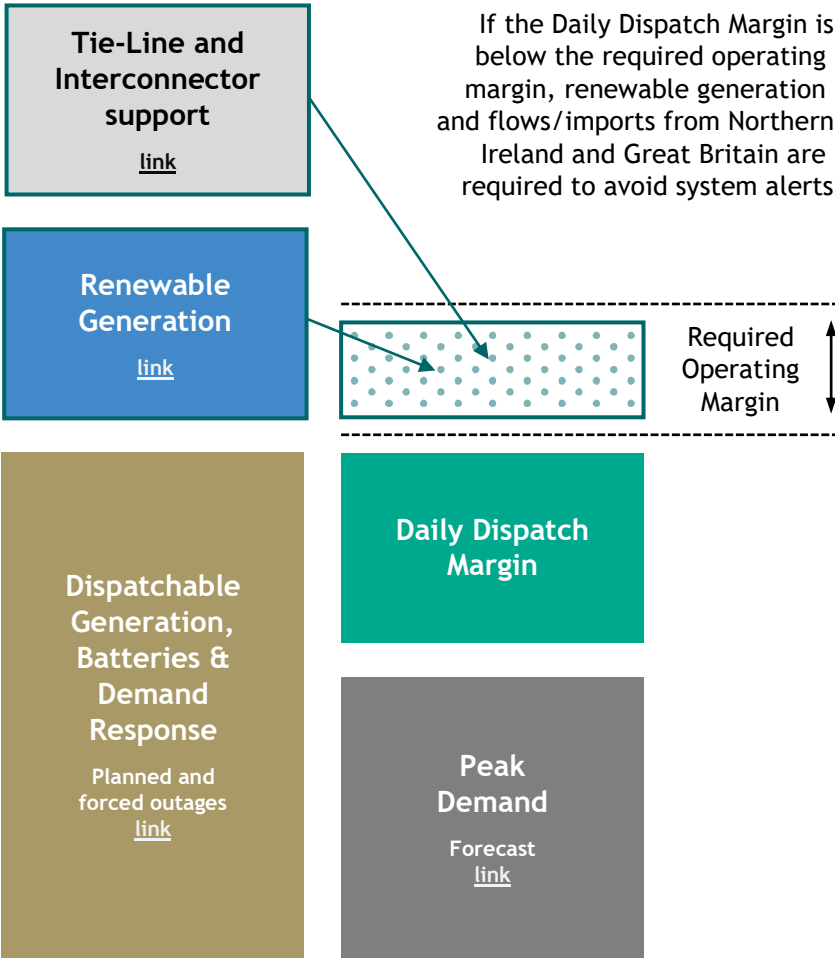 Tie-Line and
Interconnector
support
link
If the Daily Dispatch Margin is
below the required operating
margin, renewable generation
and flows/imports from Northern
Ireland and Great Britain are
required to avoid system alerts
Renewable
Generation
link
Required
Operating
Margin
Dispatchable
Generation,
Batteries &
Demand
Response
Planned and
forced outages
link
Daily Dispatch
Margin
Peak
Demand
Forecast
link